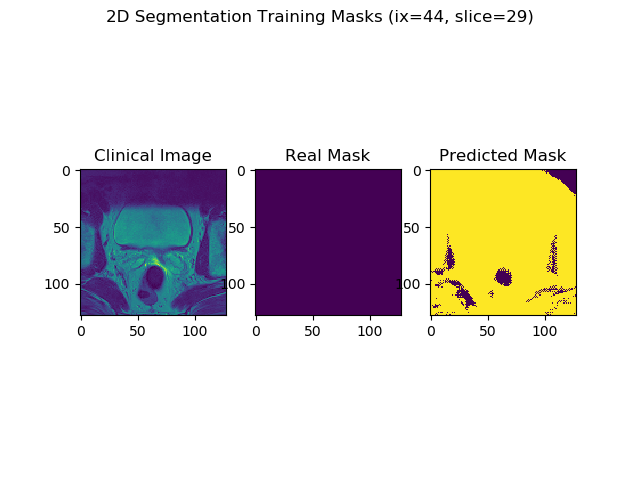 2D Segmentation Training Masks (ix=44, slice=29)
Clinical Image Real Mask Predicted Mask
0 0 0
50 50 50
100 100 100
0 50 100 0 50 100 0 50 100